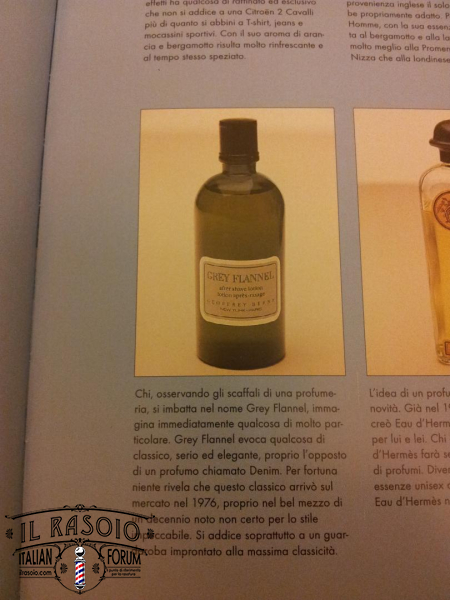 effetti ha qualcosa di raffinato ed esclusivo
che non si addice a una Citroën 2 Cavalli
più di quanto si abbini a T-shirt, jeans e
mocassini sportivi. Con il suo aroma di aran-
cia e bergamotto risulta molto rinfrescante e
al tempo stesso speziato.
provenienza inglese il solo
be propriamente adatto. P
Homme, con la sua essen
ta al bergamotto e alla la
molto meglio alla Promen
Nizza che alla londinese
GREY FLANNEL
after shave lotion
lotion après rasage
GEOFFREY BEENE
Chi, osservando gli scaffali di una profume-
ria, si imbatta nel nome Grey Flannel, imma-
gina immediatamente qualcosa di molto par-
ticolare. Grey Flannel evoca qualcosa di
classico, serio ed elegante, proprio l'opposto
di un profumo chiamato Denim. Per fortuna
niente rivela che questo classico arrivò sul
mercato nel 1976, proprio nel bel mezzo di
un decennio noto non certo per lo stile
impeccabile. Si addice soprattutto a un guar-
daroba improntato alla massima classicità.
L'idea di un profu
novità. Già nel 19
creò Eau d'Herm
per lui e lei. Chi
d'Hermès farà se
di profumi. Diver
essenze unisex
Eau d'Hermès n
IL RASOIO
ITALIAN FORUM
ilrasoio.com